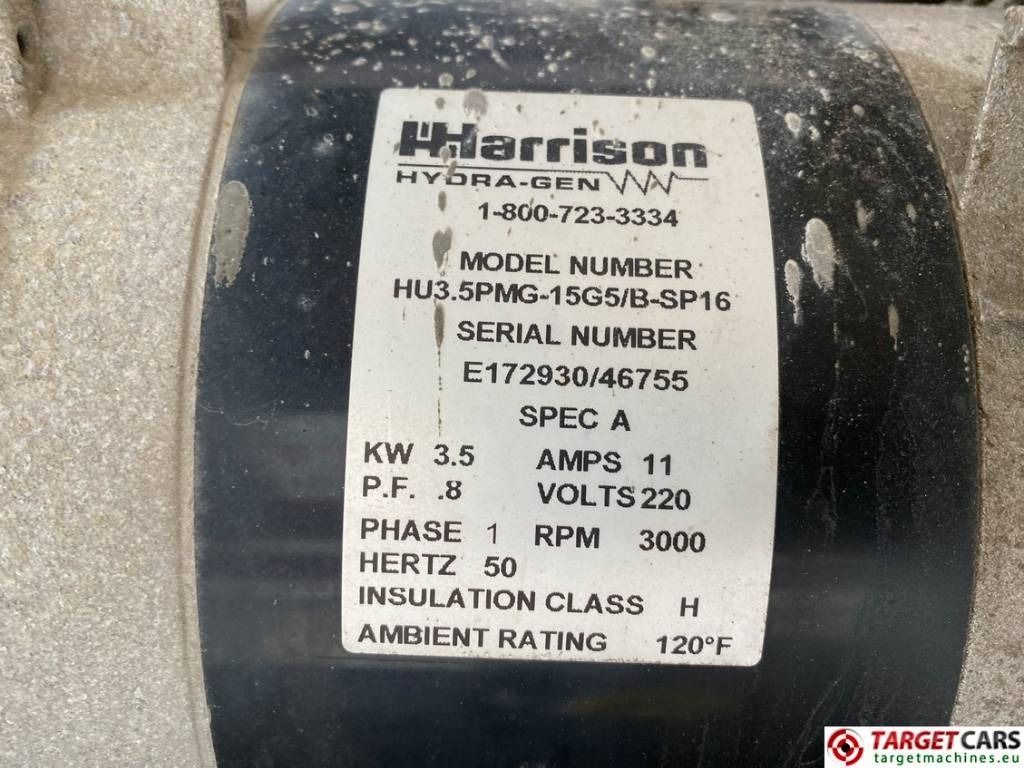 Harrison
HYDRA-GEN
1-800-723-3334
MODEL NUMBER
HU3.5PMG-15G5/B-SP16
SERIAL NUMBER
E172930/46755
SPEC A
KW 3.5 AMPS 11
P.F. .8 VOLTS 220
PHASE 1 RPM 3000
HERTZ 50
INSULATION CLASS H
AMBIENT RATING 120°F
TARGETCARS
targetmachines.eu